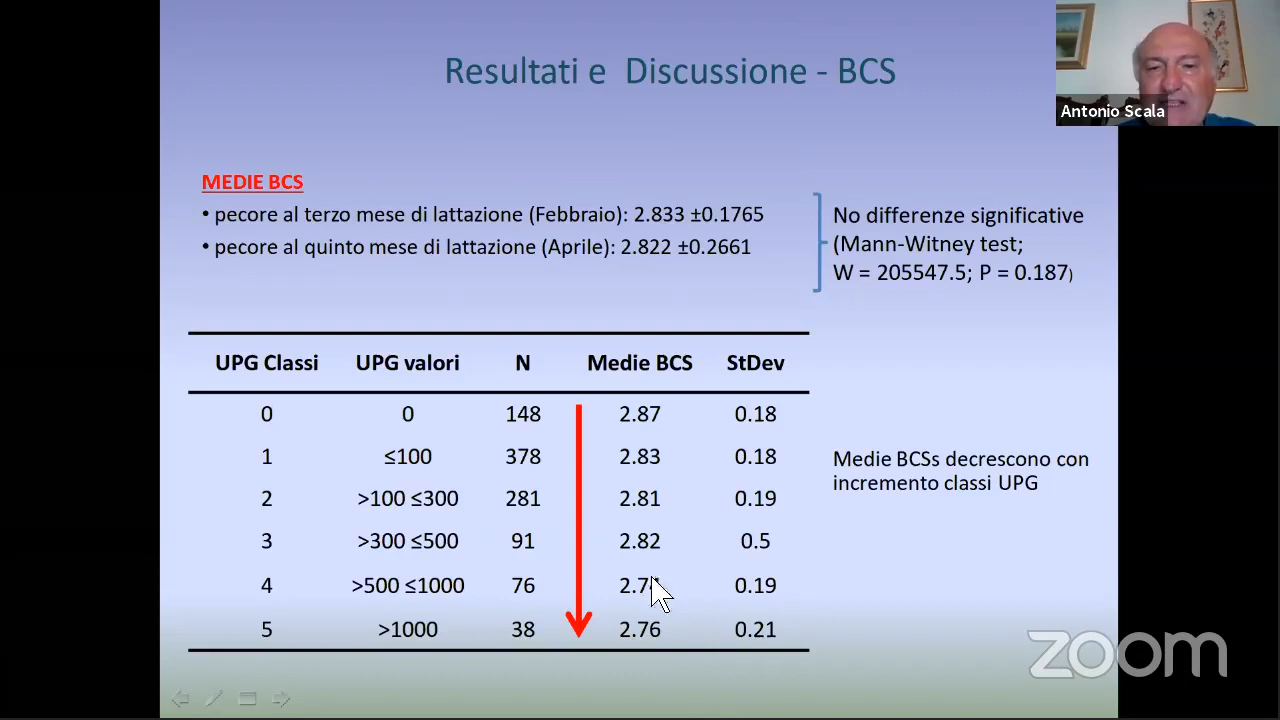 Resultati e Discussione - BCS
Antonio Scala
MEDIE BCS
• pecore al terzo mese di lattazione (Febbraio): 2.833 ±0.1765
• pecore al quinto mese di lattazione (Aprile): 2.822 ±0.2661
No differenze significative
(Mann-Witney test;
W = 205547.5; P = 0.187)
UPG Classi UPG valori N Medie BCS StDev
0 0 148 2.87 0.18
1 ≤100 378 2.83 0.18
2 >100 ≤300 281 2.81 0.19
3 >300 ≤500 91 2.82 0.5
4 >500 ≤1000 76 0.19
5 >1000 38 2.76 0.21
Medie BCSs decrescono con
incremento classi UPG
zoom